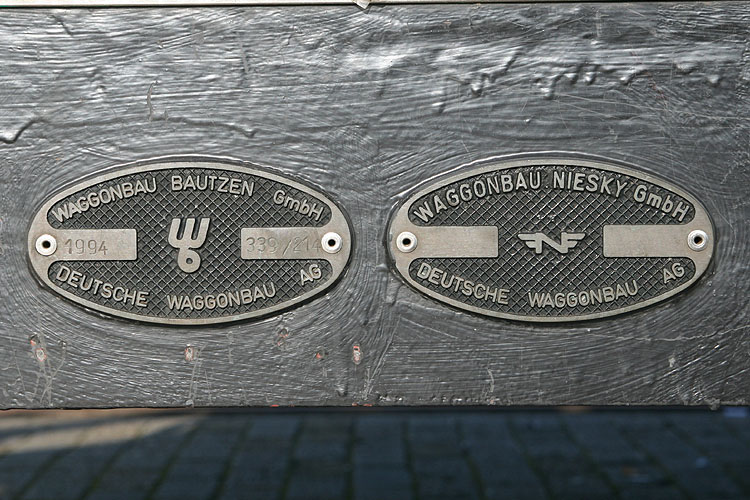 WAGGONBAU BAUTZEN GmbH
1994 339/214
DEUTSCHE WAGGONBAU AG
WAGGONBAU NIESKY GmbH
N
DEUTSCHE WAGGONBAU AG